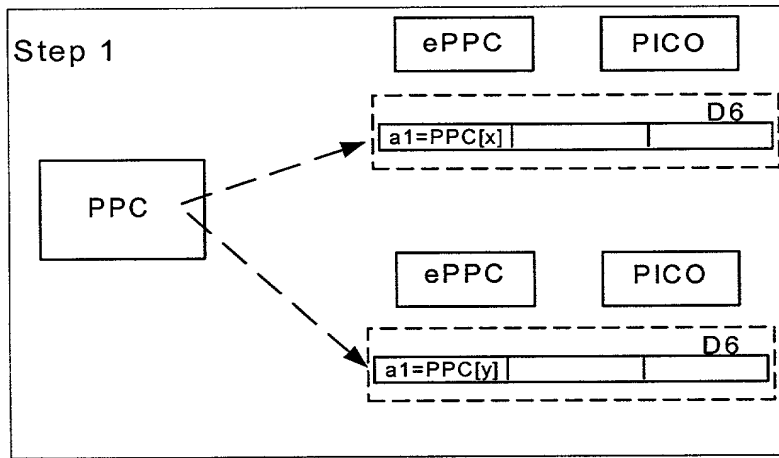 Step 1
ePPC PICO
D6
a1=PPC[x]
PPC
ePPC PICO
D6
a1=PPC[y]